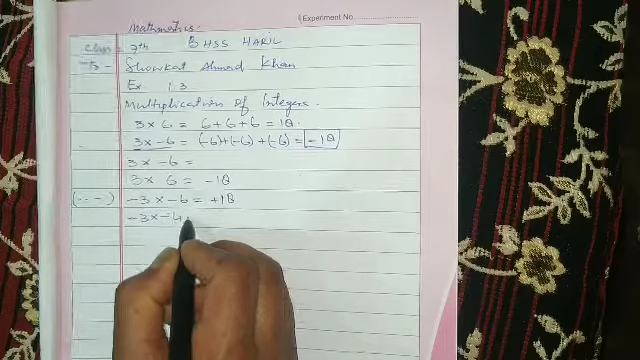 Experiment No.
Mathematics.
Class - 7th BHSS HARIL
Showkat Ahmad Khan
Ex. 1.3
Multiplication of Integers.
3 x 6 = 6+6+6 = 18.
3 x -6 = (-6)+(-6)+(-6) = -18
3 x -6 =
3 x 6 = -18
(- -) -3 x -6 = +18
-3 x -4